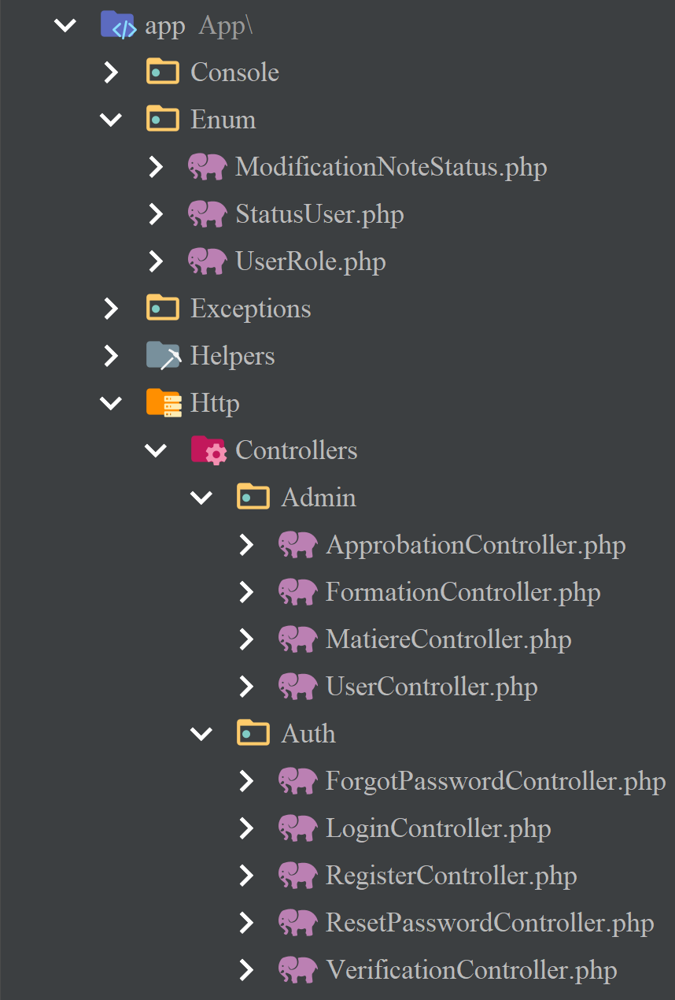 app App\
Console
Enum
ModificationNoteStatus.php
StatusUser.php
UserRole.php
Exceptions
Helpers
Http
Controllers
Admin
ApprobationController.php
FormationController.php
MatiereController.php
UserController.php
Auth
ForgotPasswordController.php
LoginController.php
RegisterController.php
ResetPasswordController.php
VerificationController.php